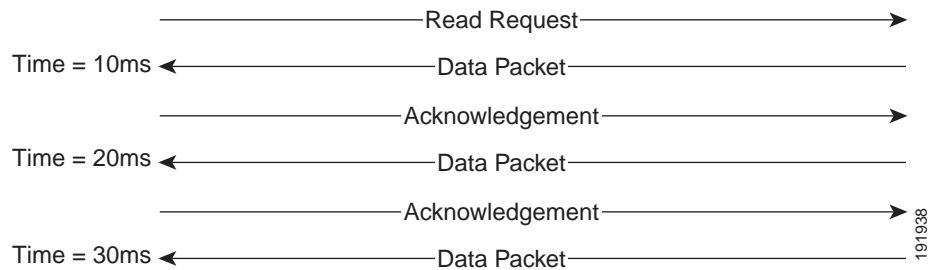 Read Request
Time = 10ms
Data Packet
Acknowledgement
Time = 20ms
Data Packet
Acknowledgement
Time = 30ms
Data Packet
191938